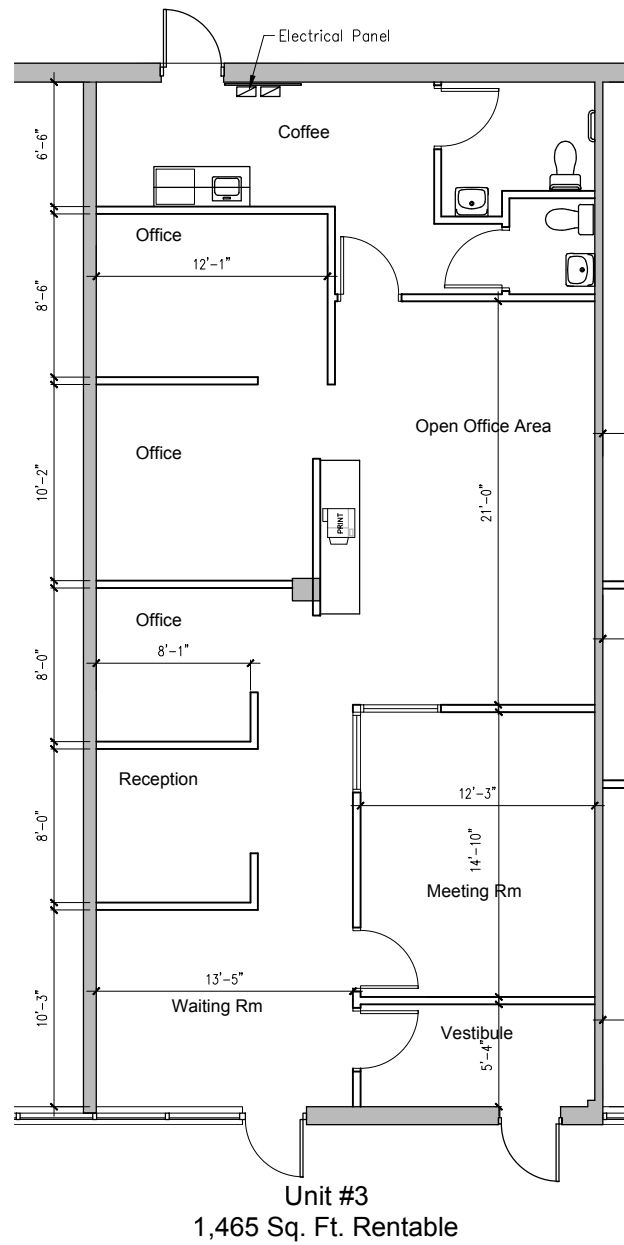 Electrical Panel
Coffee
6'-6"
Office
12'-1"
8'-6"
Open Office Area
Office
10'-2"
21'-0"
PRINT
Office
8'-1"
8'-0"
Reception
12'-3"
8'-0"
14'-10"
Meeting Rm
13'-5"
Waiting Rm
10'-3"
Vestibule
5'-4"
Unit #3
1,465 Sq. Ft. Rentable